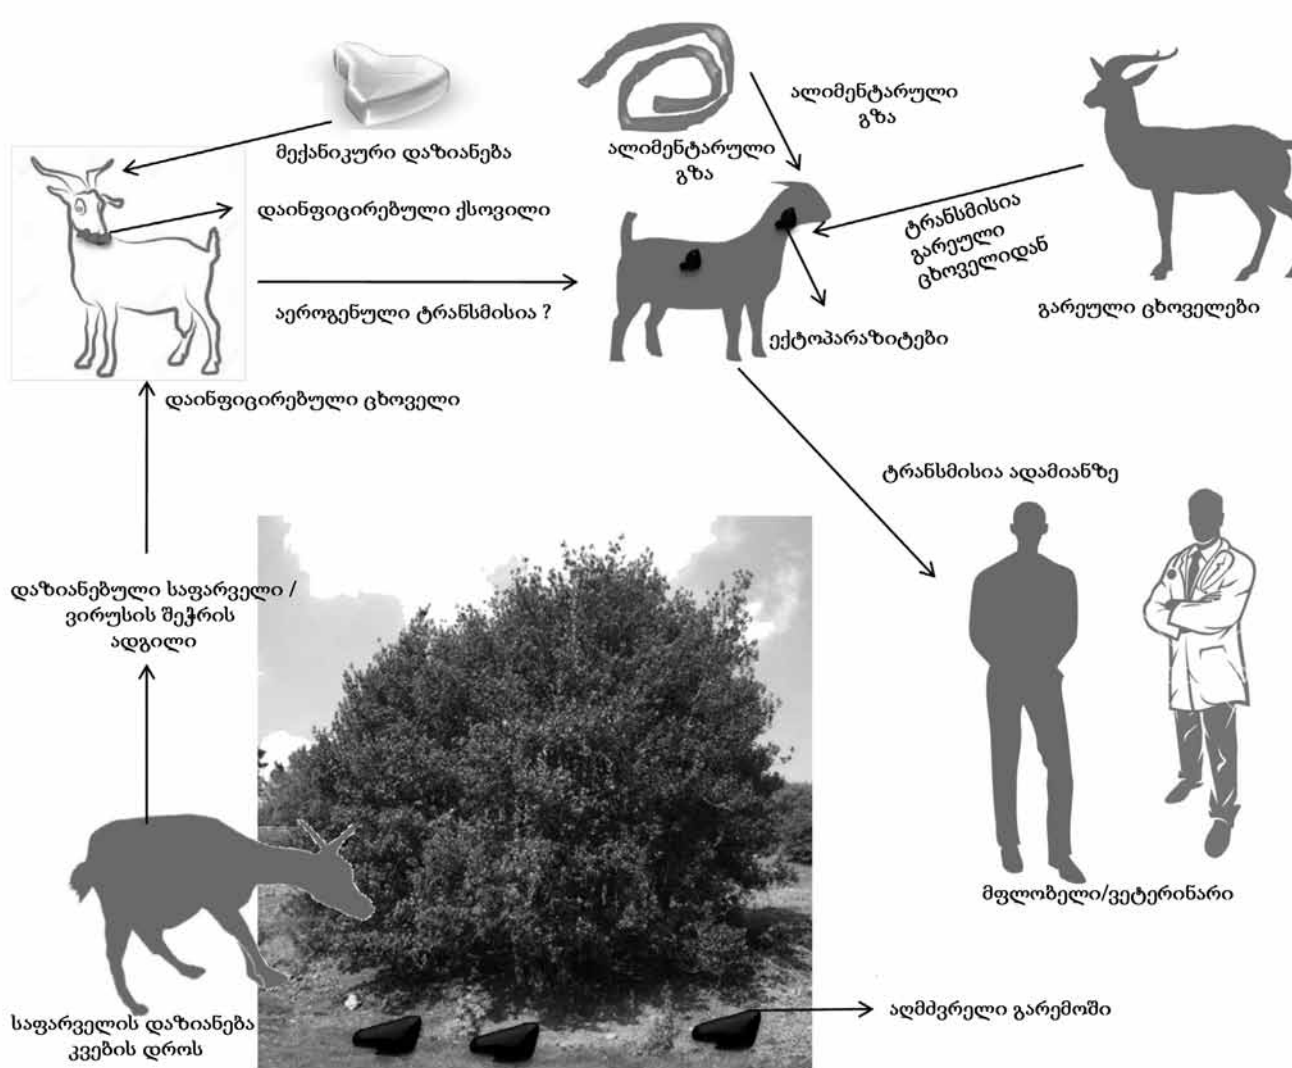 მექანიკური დაზიანება
ალიმენტარული
გზა
ალიმენტარული
გზა
დაინფიცირებული ქსოვილი
ტრანსმისია
გარეული
ცხოველიდან
აეროგენული ტრანსმისია ?
გარეული ცხოველები
ექტოპარაზიტები
დაინფიცირებული ცხოველი
ტრანსმისია ადამიანზე
დაზიანებული საფარველი /
ვირუსის შეჭრის
ადგილი
მფლობელი/ვეტერინარი
საფარველის დაზიანება
კვების დროს
აღმძვრელი გარემოში